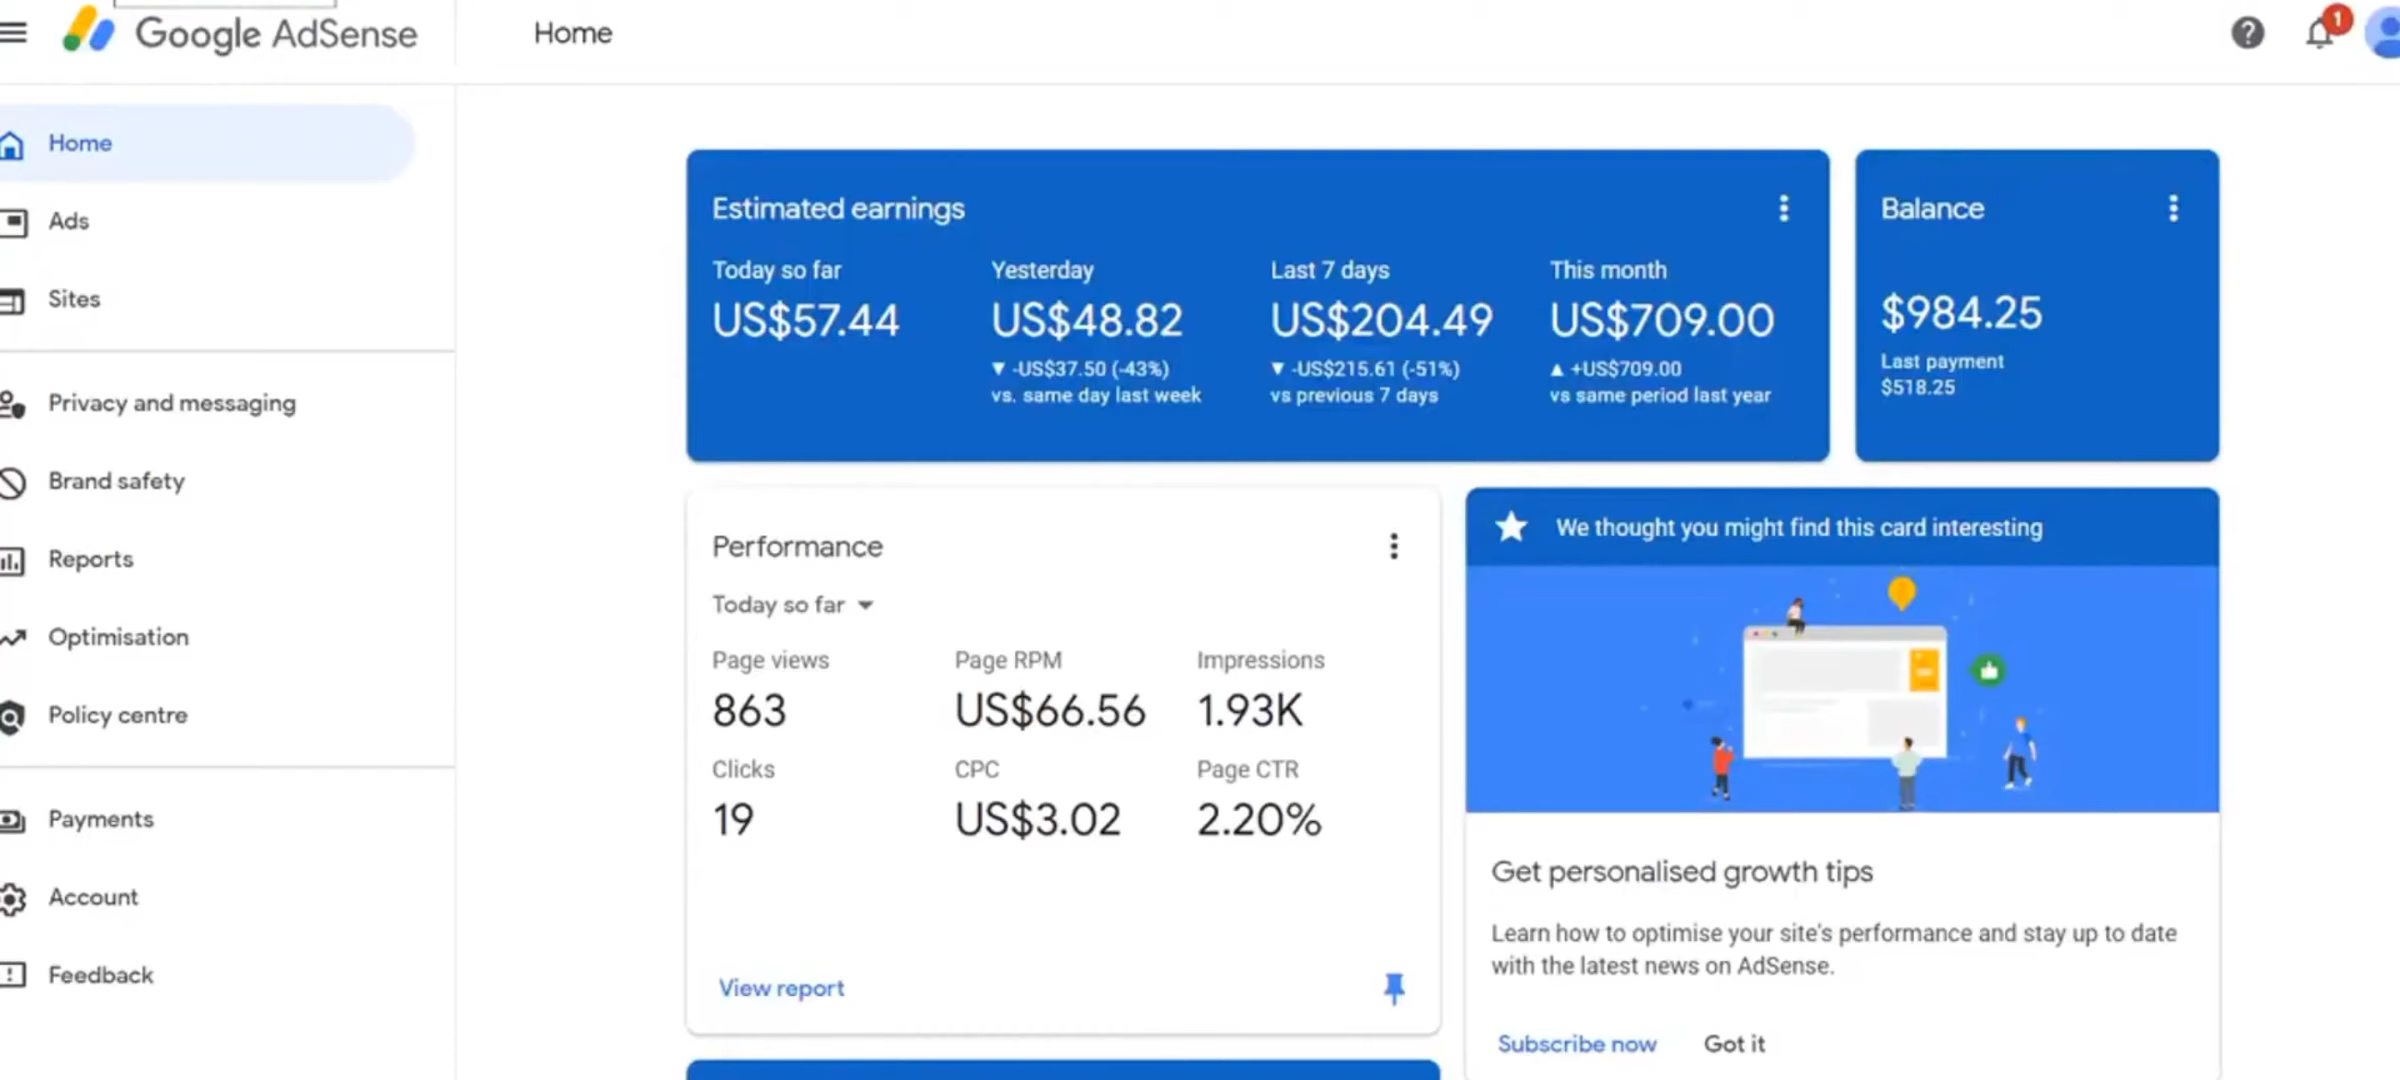 Google AdSense
Home
1
Home
Ads
Sites
Privacy and messaging
Brand safety
Reports
Optimisation
Policy centre
Payments
Account
Feedback
Estimated earnings
Today so far
US$57.44
Yesterday
US$48.82
▼ -US$37.50 (-43%)
vs. same day last week
Last 7 days
US$204.49
▼ -US$215.61 (-51%)
vs previous 7 days
This month
US$709.00
▲ +US$709.00
vs same period last year
Balance
$984.25
Last payment
$518.25
Performance
Today so far
Page views
863
Page RPM
US$66.56
Impressions
1.93K
Clicks
19
CPC
US$3.02
Page CTR
2.20%
View report
We thought you might find this card interesting
Get personalised growth tips
Learn how to optimise your site's performance and stay up to date
with the latest news on AdSense.
Subscribe now
Got it